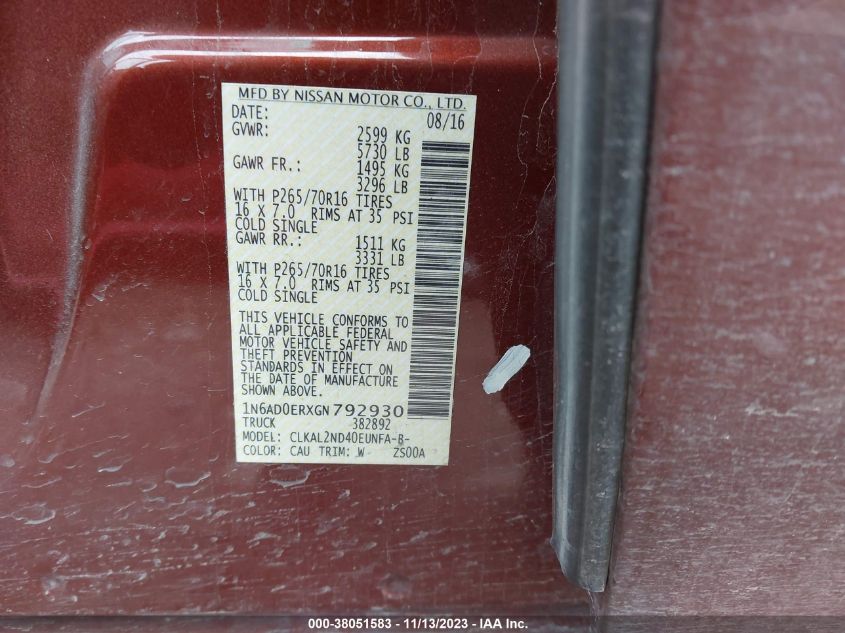 MFD BY NISSAN MOTOR CO., LTD.
DATE: 08/16
GVWR: 2599 KG
5730 LB
GAWR FR.: 1495 KG
3296 LB
WITH P265/70R16 TIRES
16 X 7.0 RIMS AT 35 PSI
COLD SINGLE
GAWR RR.: 1511 KG
3331 LB
WITH P265/70R16 TIRES
16 X 7.0 RIMS AT 35 PSI
COLD SINGLE
THIS VEHICLE CONFORMS TO
ALL APPLICABLE FEDERAL
MOTOR VEHICLE SAFETY AND
THEFT PREVENTION
STANDARDS IN EFFECT ON
THE DATE OF MANUFACTURE
SHOWN ABOVE.
1N6AD0ERXGN792930
TRUCK 382892
MODEL: CLKAL2ND40EUNFA-B-
COLOR: CAU TRIM: W ZS00A
000-38051583 - 11/13/2023 - IAA Inc.